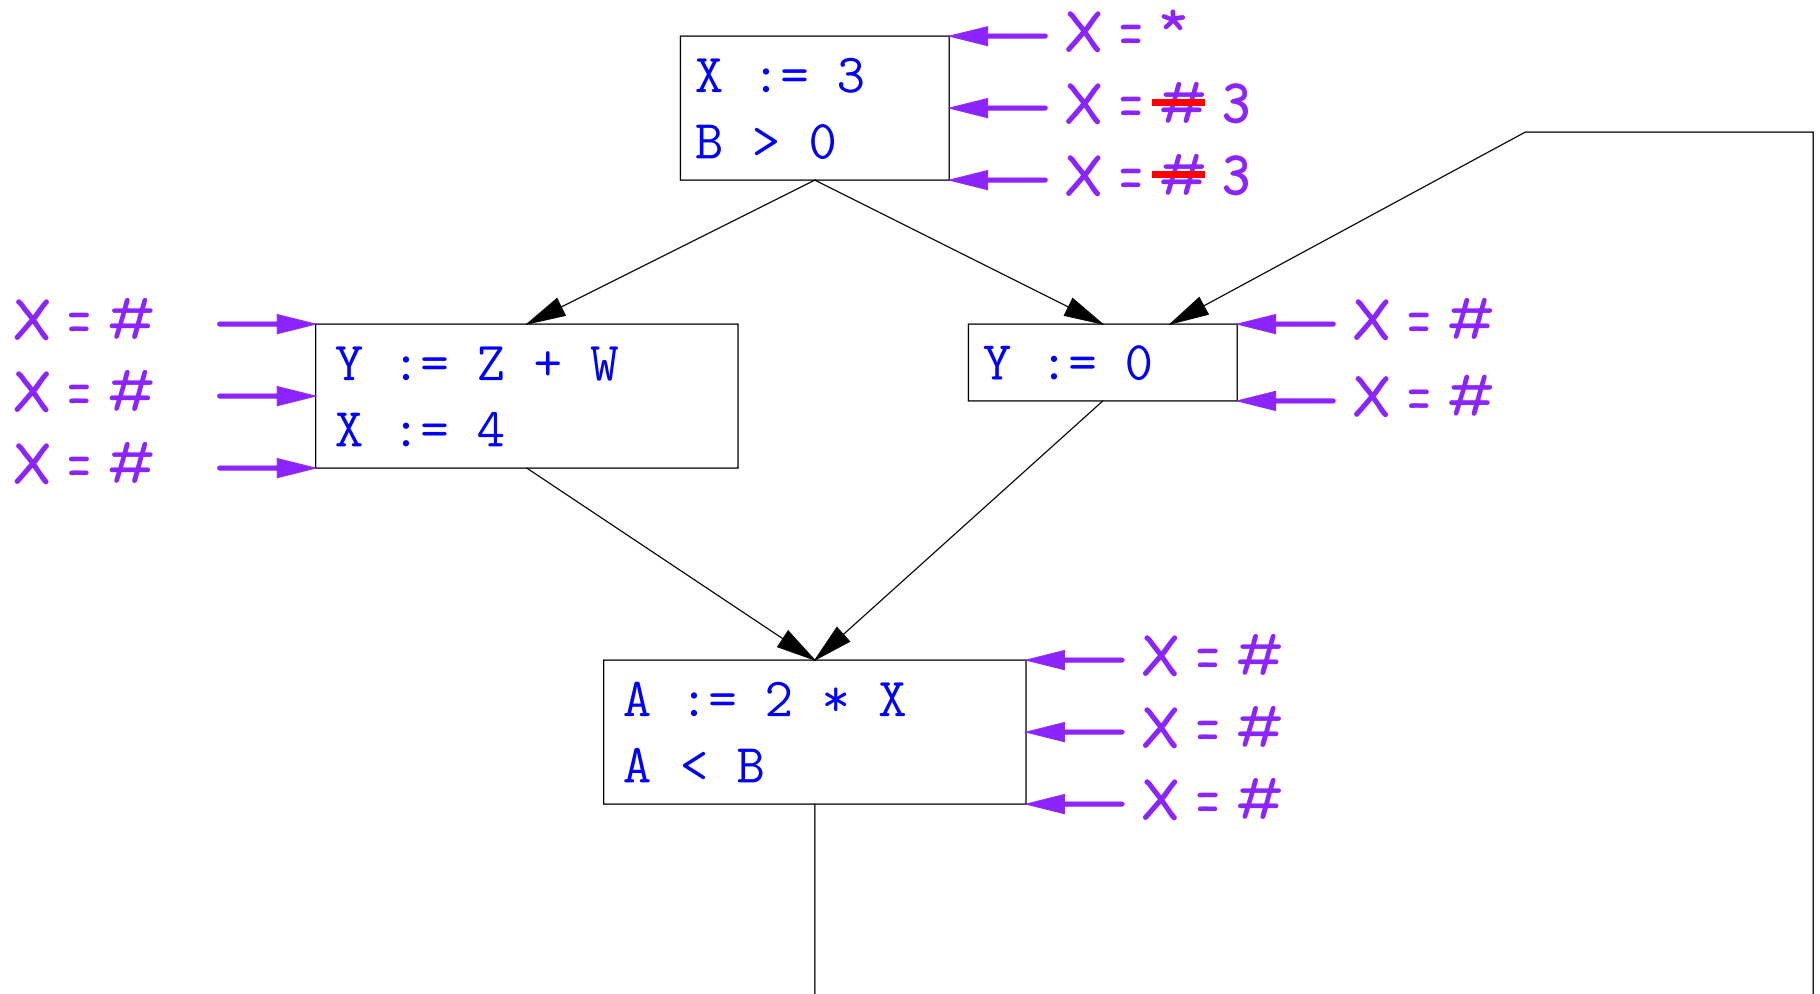 X = *
X := 3
X = # 3
B > 0
X = # 3
X = #
Y := Z + W
X = #
X := 4
X = #
X = #
Y := 0
X = #
X = #
A := 2 * X
X = #
A < B
X = #